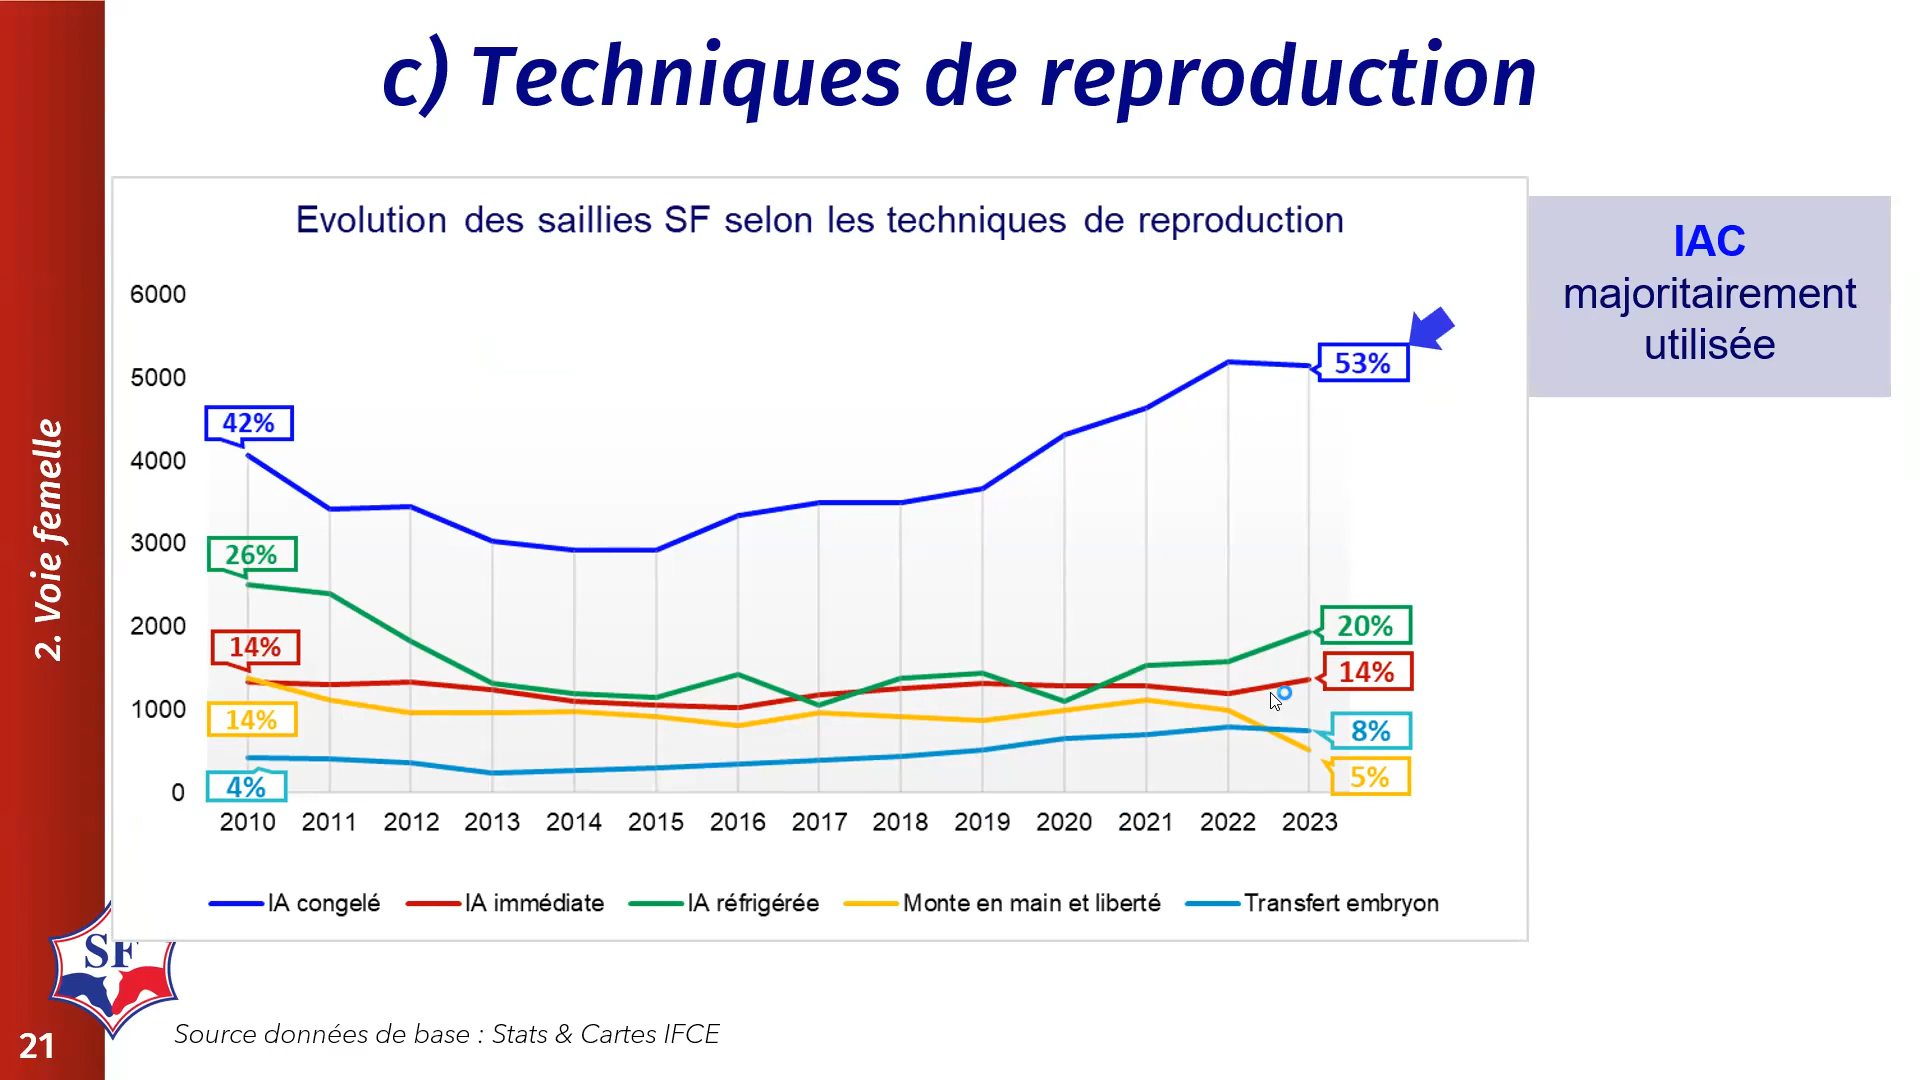 c) Techniques de reproduction
Evolution des saillies SF selon les techniques de reproduction
IAC
majoritairement
utilisée
6000
5000
4000
3000
2000
1000
0
42%
26%
14%
14%
4%
53%
20%
14%
8%
5%
2010 2011 2012 2013 2014 2015 2016 2017 2018 2019 2020 2021 2022 2023
IA congelé IA immédiate IA réfrigérée Monte en main et liberté Transfert embryon
2. Voie femelle
SF
Source données de base : Stats & Cartes IFCE
21